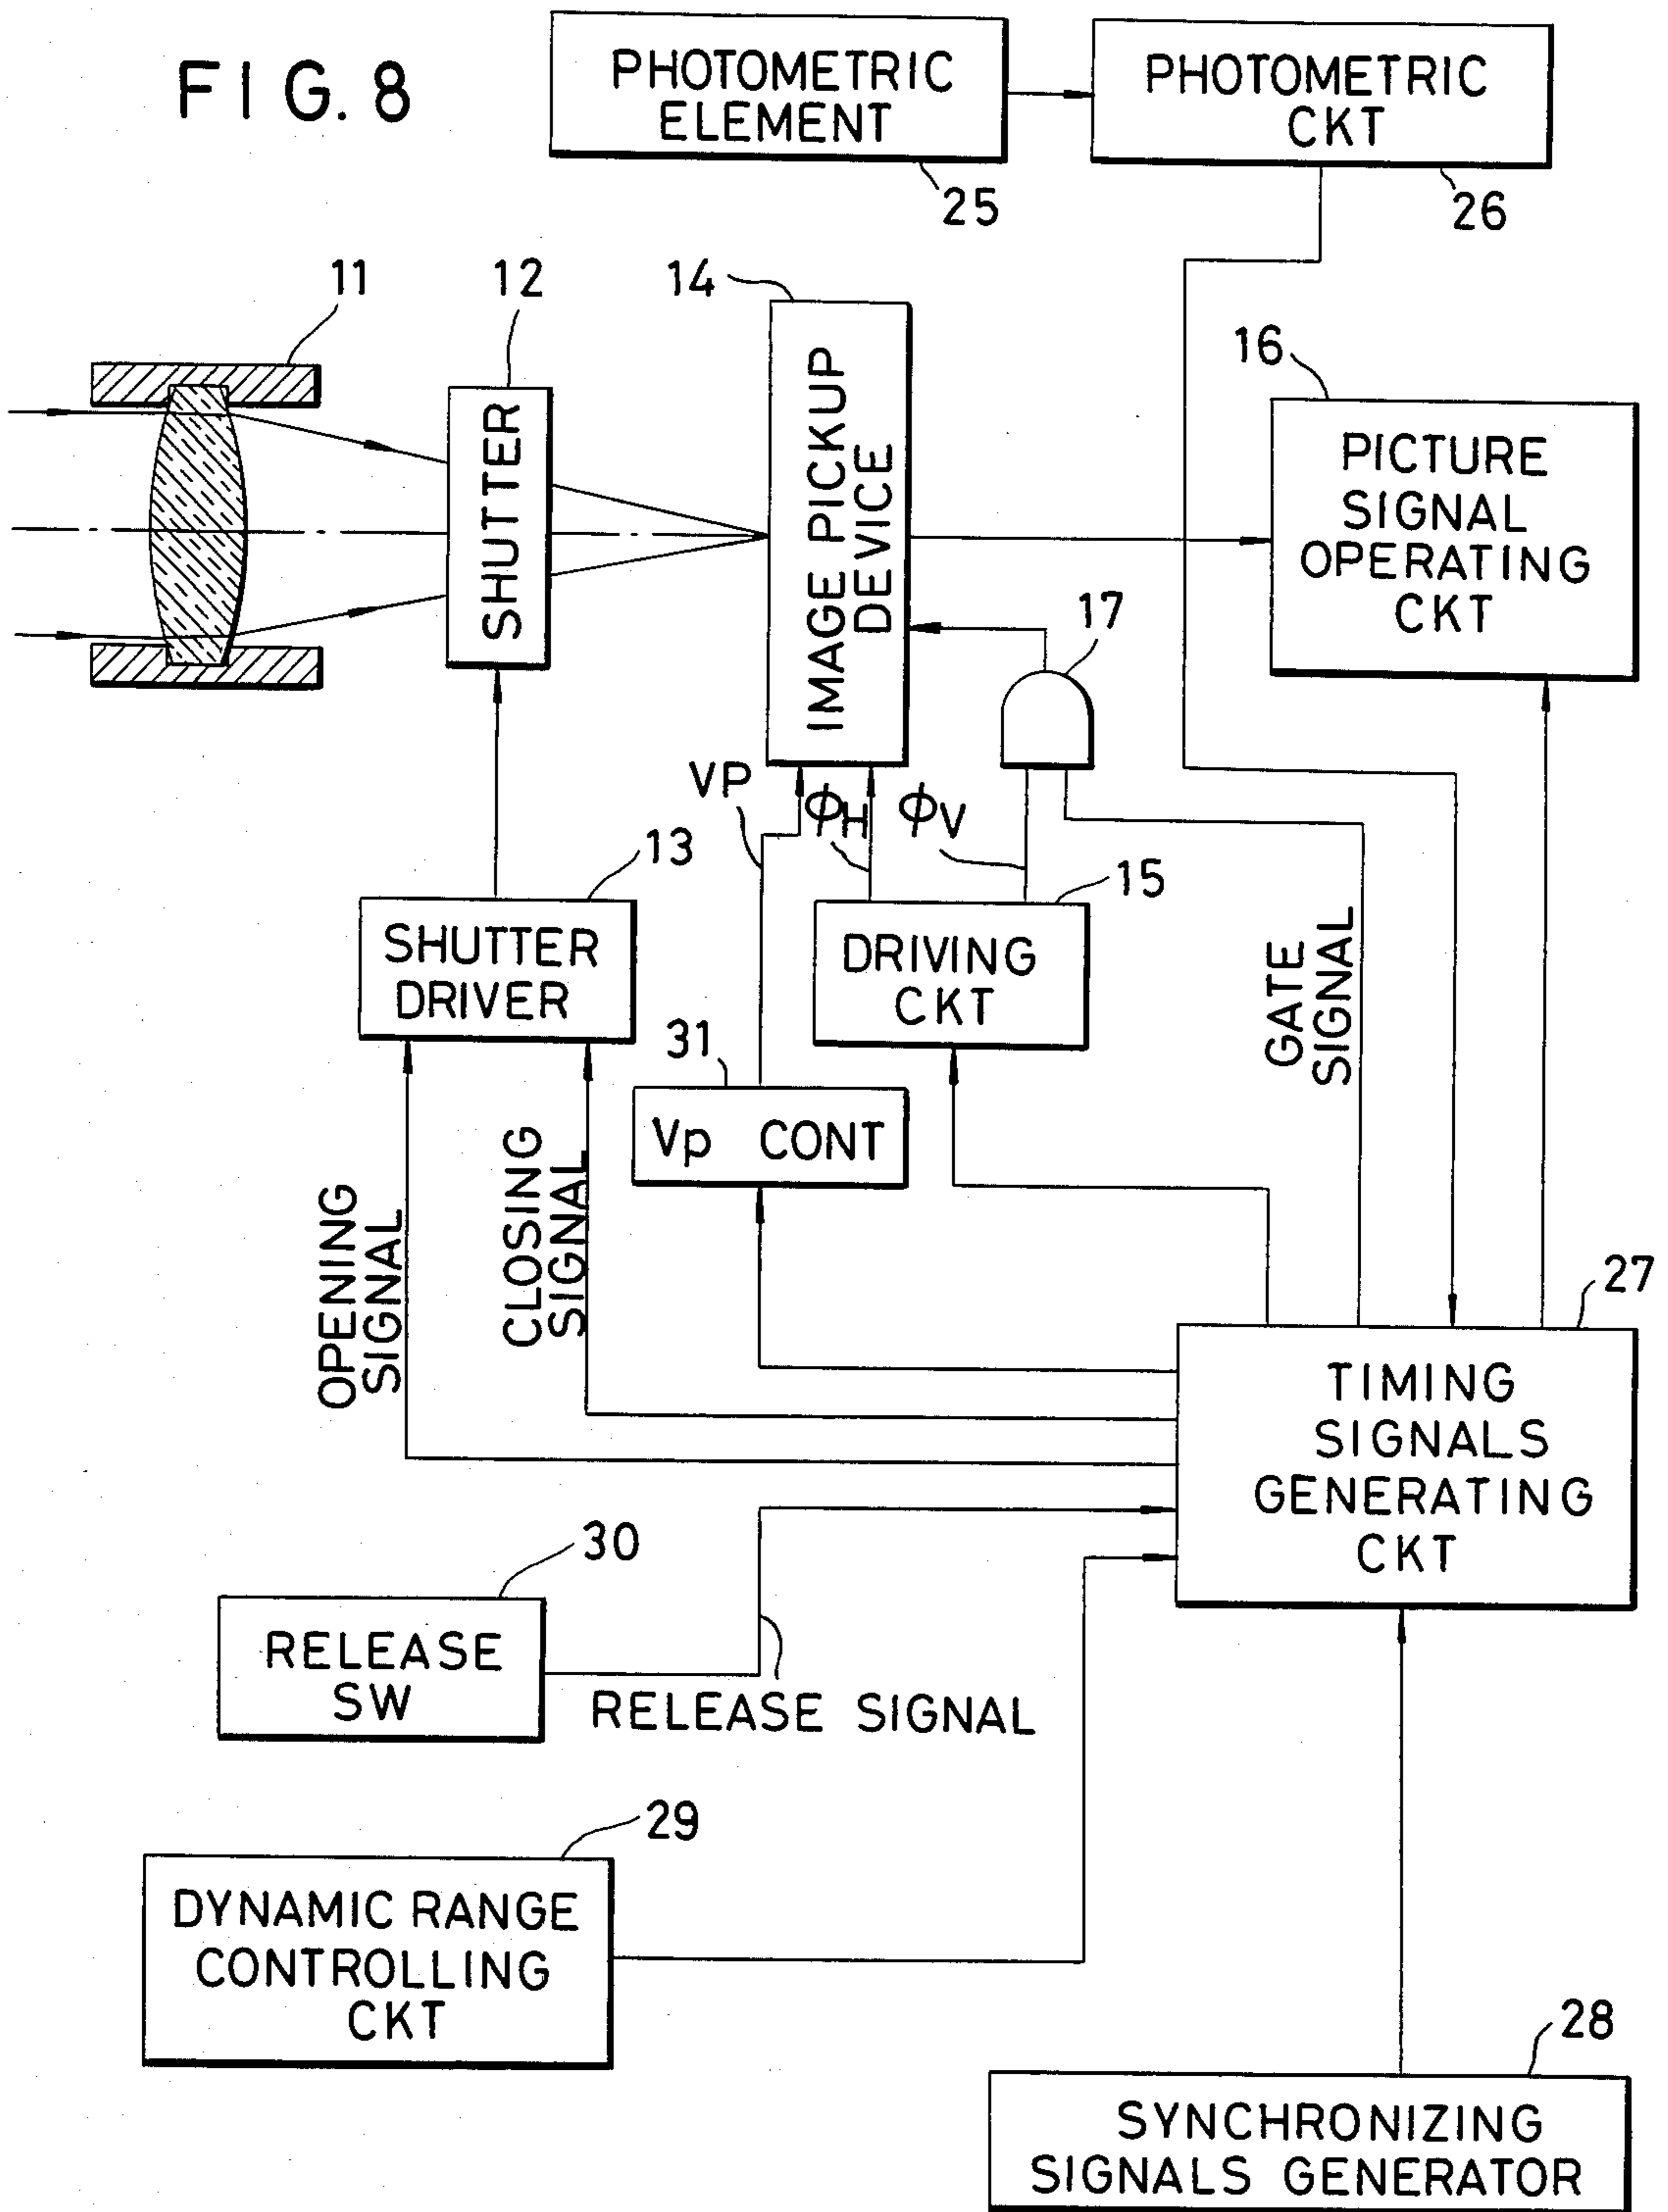 FIG. 8
PHOTOMETRIC
ELEMENT
25
PHOTOMETRIC
CKT
26
11
12
14
16
SHUTTER
IMAGE PICKUP
DEVICE
PICTURE
SIGNAL
OPERATING
CKT
17
VP
ϕH
ϕV
13
15
SHUTTER
DRIVER
DRIVING
CKT
GATE
SIGNAL
31
Vp CONT
OPENING
SIGNAL
CLOSING
SIGNAL
27
TIMING
SIGNALS
GENERATING
CKT
30
RELEASE
SW
RELEASE SIGNAL
29
DYNAMIC RANGE
CONTROLLING
CKT
28
SYNCHRONIZING
SIGNALS GENERATOR